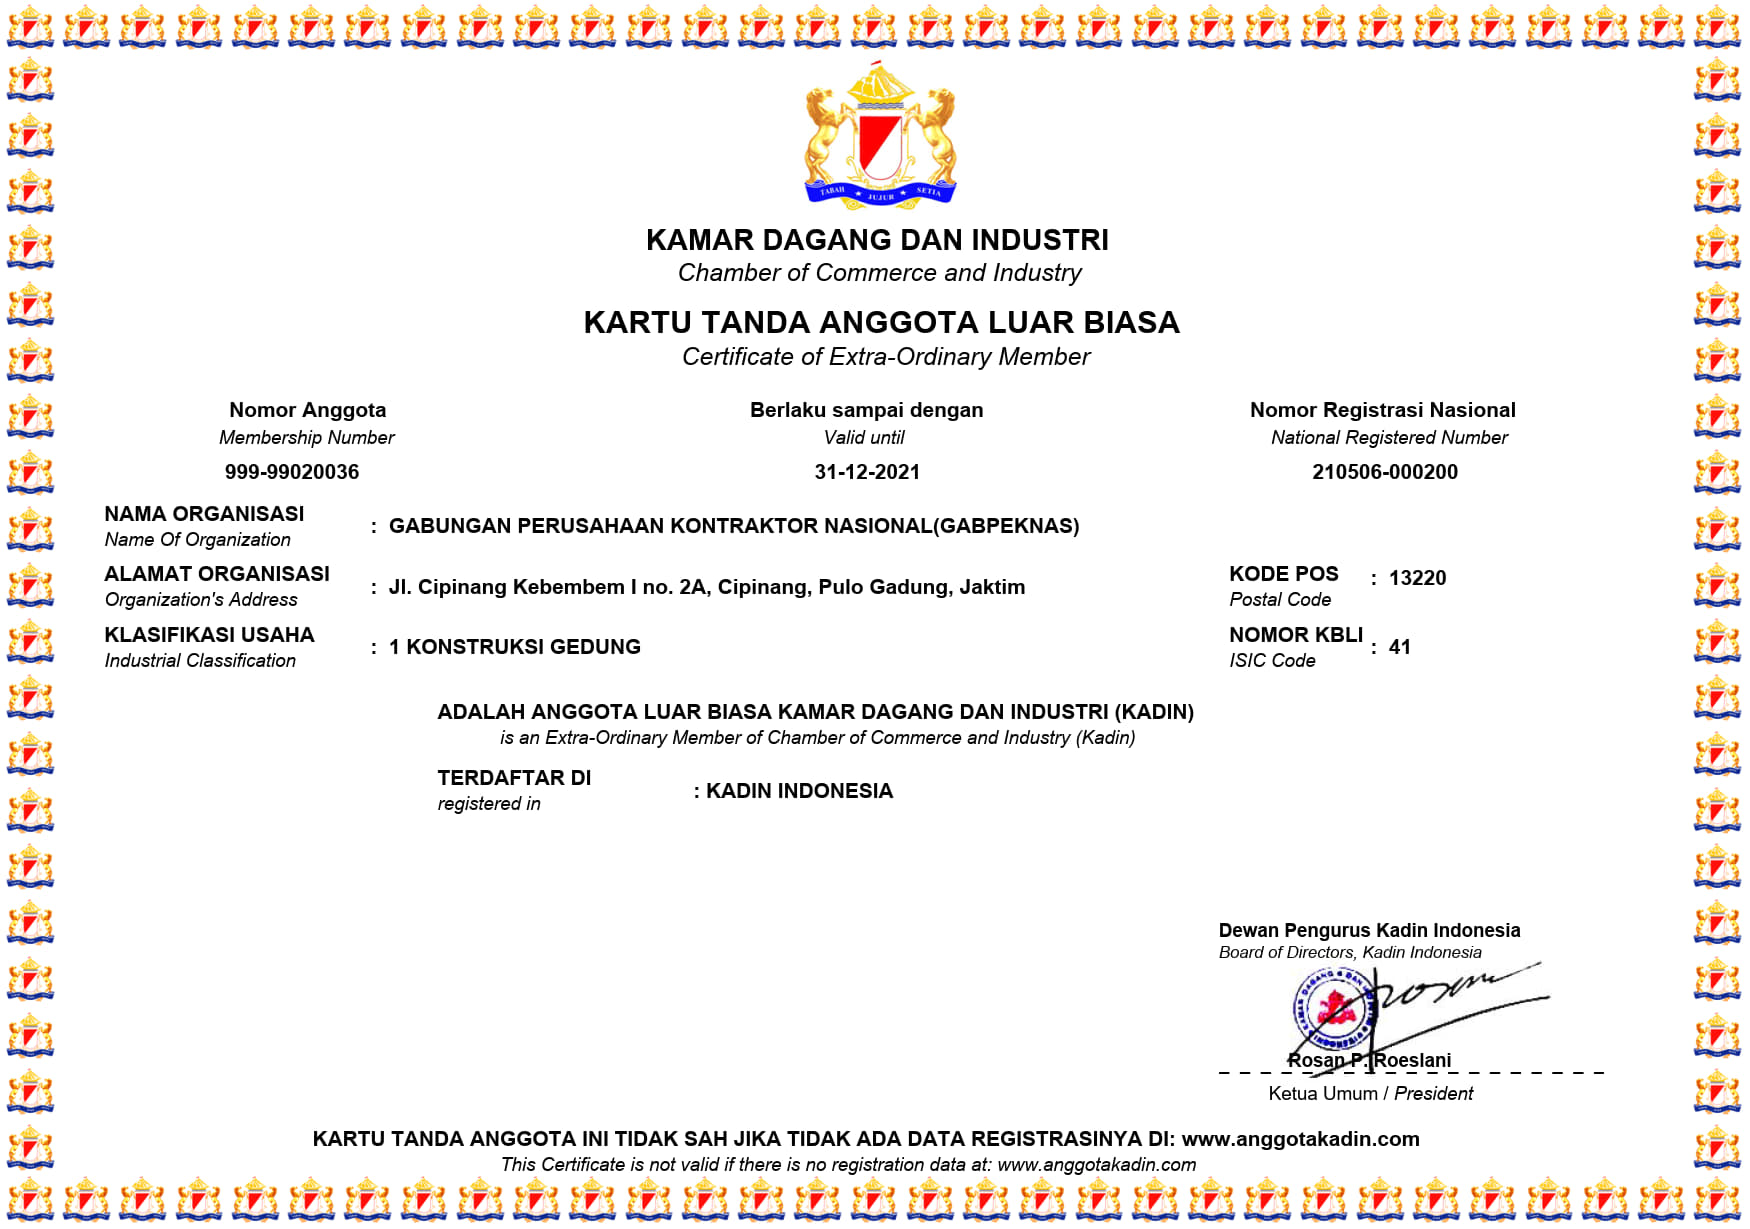 TABAH ★ JUJUR ★ SETIA
KAMAR DAGANG DAN INDUSTRI
Chamber of Commerce and Industry
KARTU TANDA ANGGOTA LUAR BIASA
Certificate of Extra-Ordinary Member
Nomor Anggota
Membership Number
999-99020036
Berlaku sampai dengan
Valid until
31-12-2021
Nomor Registrasi Nasional
National Registered Number
210506-000200
NAMA ORGANISASI
Name Of Organization
: GABUNGAN PERUSAHAAN KONTRAKTOR NASIONAL(GABPEKNAS)
ALAMAT ORGANISASI
Organization's Address
: Jl. Cipinang Kebembem I no. 2A, Cipinang, Pulo Gadung, Jaktim
KODE POS
Postal Code
: 13220
KLASIFIKASI USAHA
Industrial Classification
: 1 KONSTRUKSI GEDUNG
NOMOR KBLI
ISIC Code
: 41
ADALAH ANGGOTA LUAR BIASA KAMAR DAGANG DAN INDUSTRI (KADIN)
is an Extra-Ordinary Member of Chamber of Commerce and Industry (Kadin)
TERDAFTAR DI
registered in
: KADIN INDONESIA
Dewan Pengurus Kadin Indonesia
Board of Directors, Kadin Indonesia
Rosan P. Roeslani
Ketua Umum / President
KARTU TANDA ANGGOTA INI TIDAK SAH JIKA TIDAK ADA DATA REGISTRASINYA DI: www.anggotakadin.com
This Certificate is not valid if there is no registration data at: www.anggotakadin.com